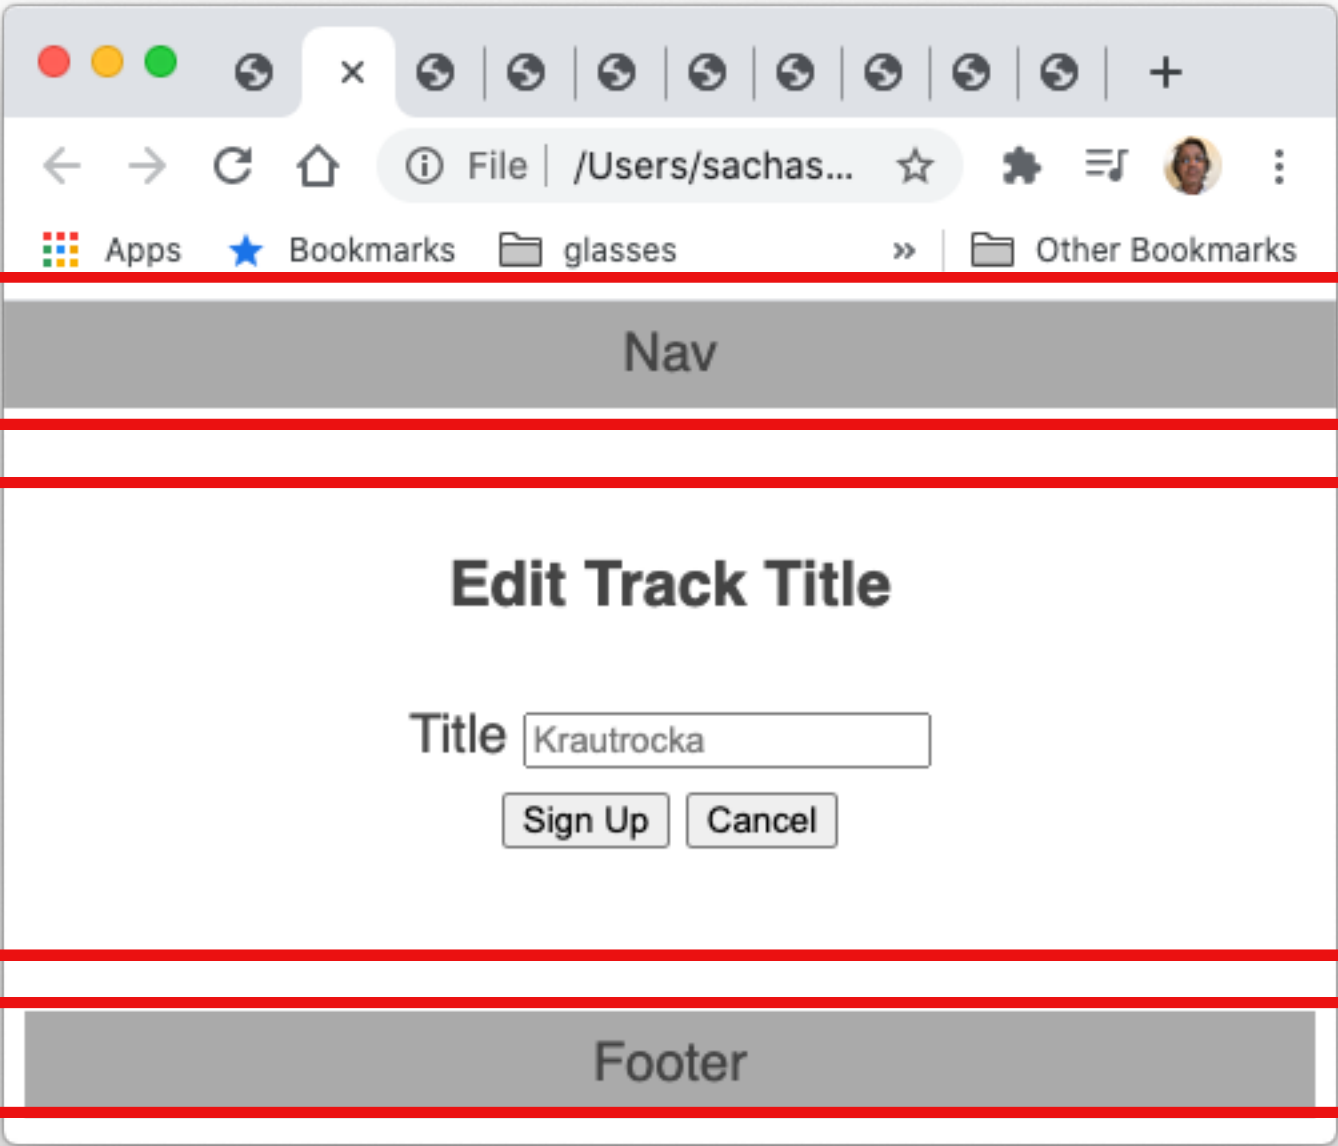 File | /Users/sachas...
Apps Bookmarks glasses » Other Bookmarks
Nav
Edit Track Title
Title Krautrocka
Sign Up Cancel
Footer